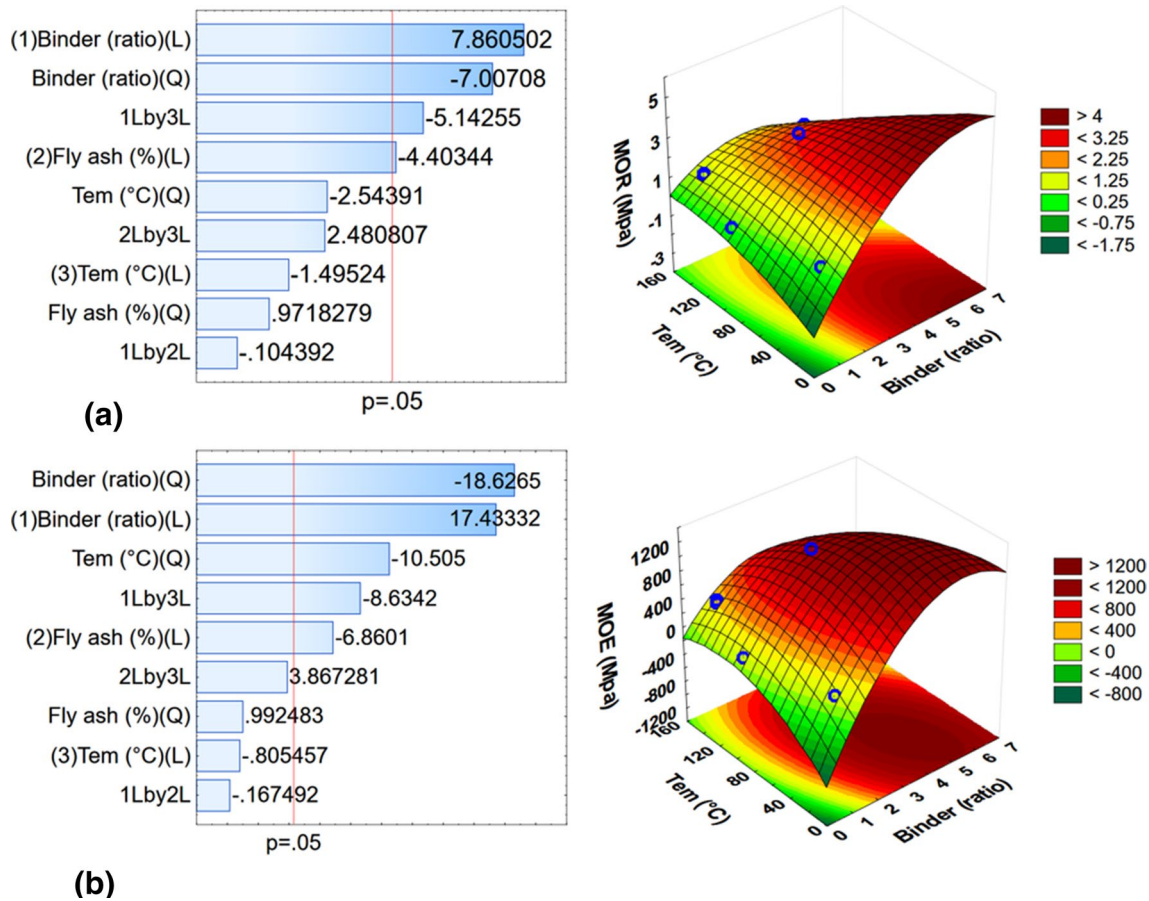 (1)Binder (ratio)(L)
7.860502
Binder (ratio)(Q)
-7.00708
1Lby3L
-5.14255
(2)Fly ash (%)(L)
-4.40344
Tem (°C)(Q)
-2.54391
2Lby3L
2.480807
(3)Tem (°C)(L)
-1.49524
Fly ash (%)(Q)
.9718279
1Lby2L
-.104392
p=.05
(a)
MOR (Mpa)
5
3
1
-1
-3
160
120
80
40
0
Tem (°C)
0
1
2
3
4
5
6
7
Binder (ratio)
> 4
< 3.25
< 2.25
< 1.25
< 0.25
< -0.75
< -1.75
Binder (ratio)(Q)
-18.6265
(1)Binder (ratio)(L)
17.43332
Tem (°C)(Q)
-10.505
1Lby3L
-8.6342
(2)Fly ash (%)(L)
-6.8601
2Lby3L
3.867281
Fly ash (%)(Q)
.992483
(3)Tem (°C)(L)
-.805457
1Lby2L
-.167492
p=.05
(b)
MOE (Mpa)
1200
800
400
0
-400
-800
-1200
160
120
80
40
0
Tem (°C)
0
1
2
3
4
5
6
7
Binder (ratio)
> 1200
< 1200
< 800
< 400
< 0
< -400
< -800